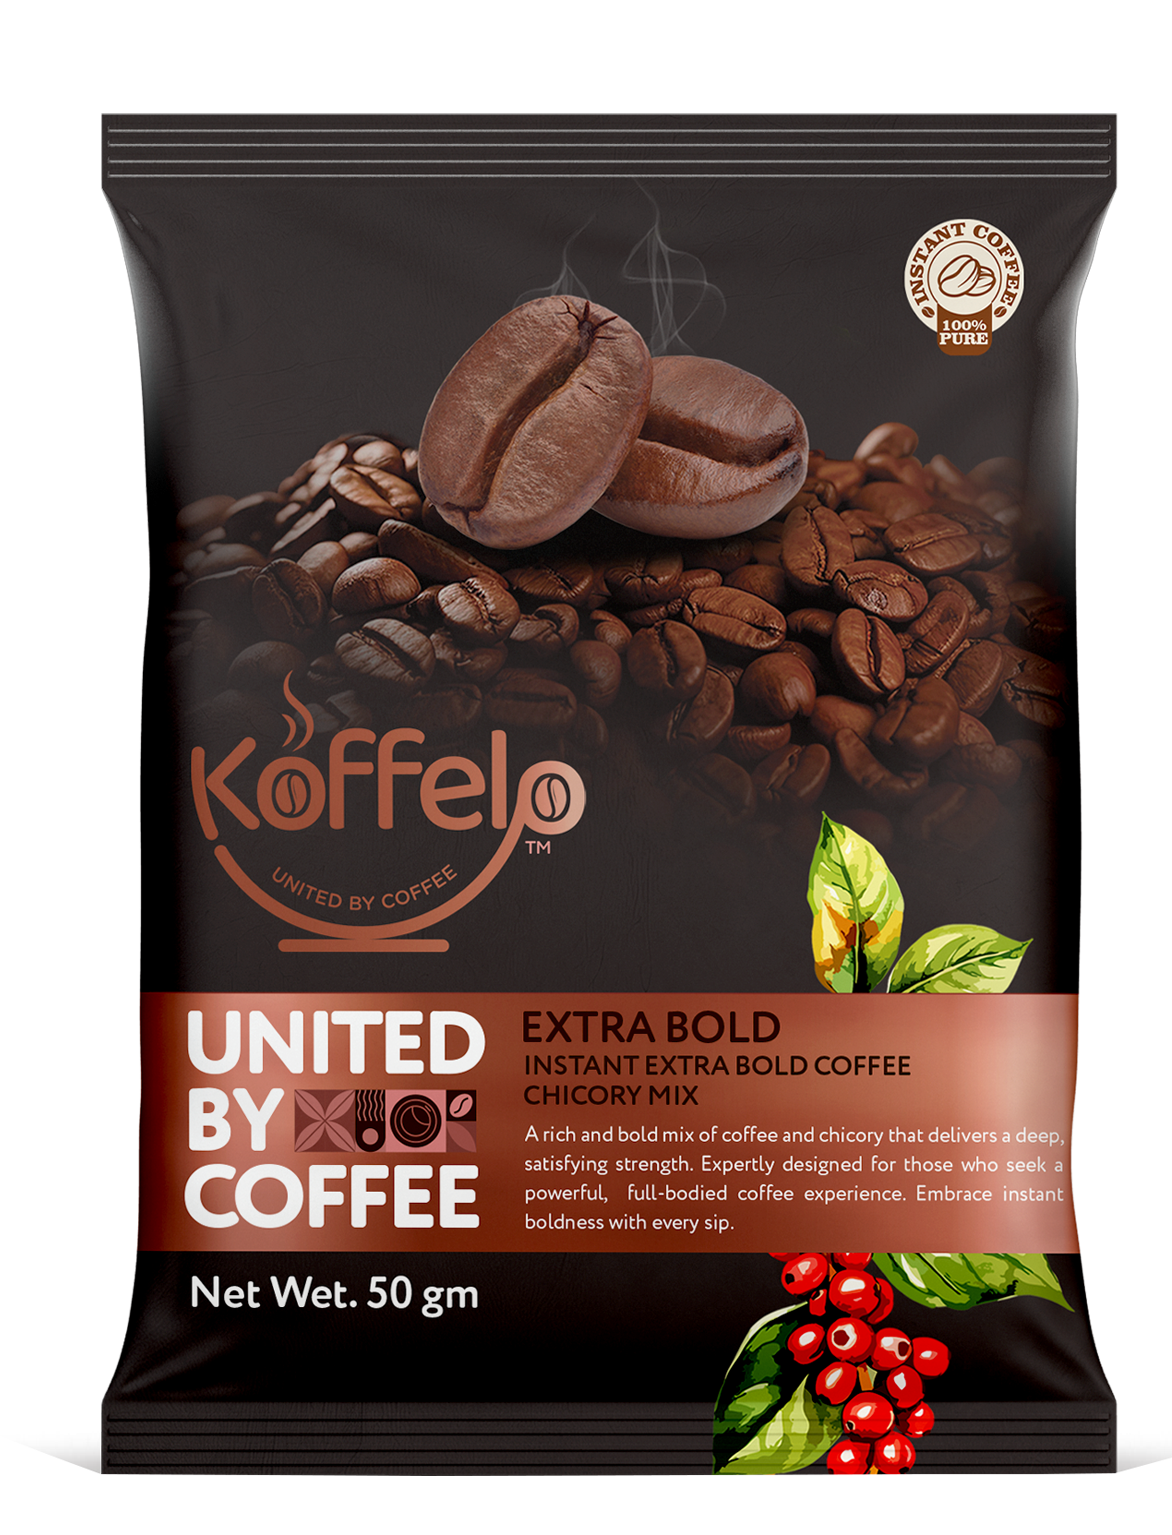 INSTANT COFFEE
100%
PURE
Koffelo
TM
UNITED BY COFFEE
UNITED
BY
COFFEE
EXTRA BOLD
INSTANT EXTRA BOLD COFFEE
CHICORY MIX
A rich and bold mix of coffee and chicory that delivers a deep,
satisfying strength. Expertly designed for those who seek a
powerful, full-bodied coffee experience. Embrace instant
boldness with every sip.
Net Wet. 50 gm